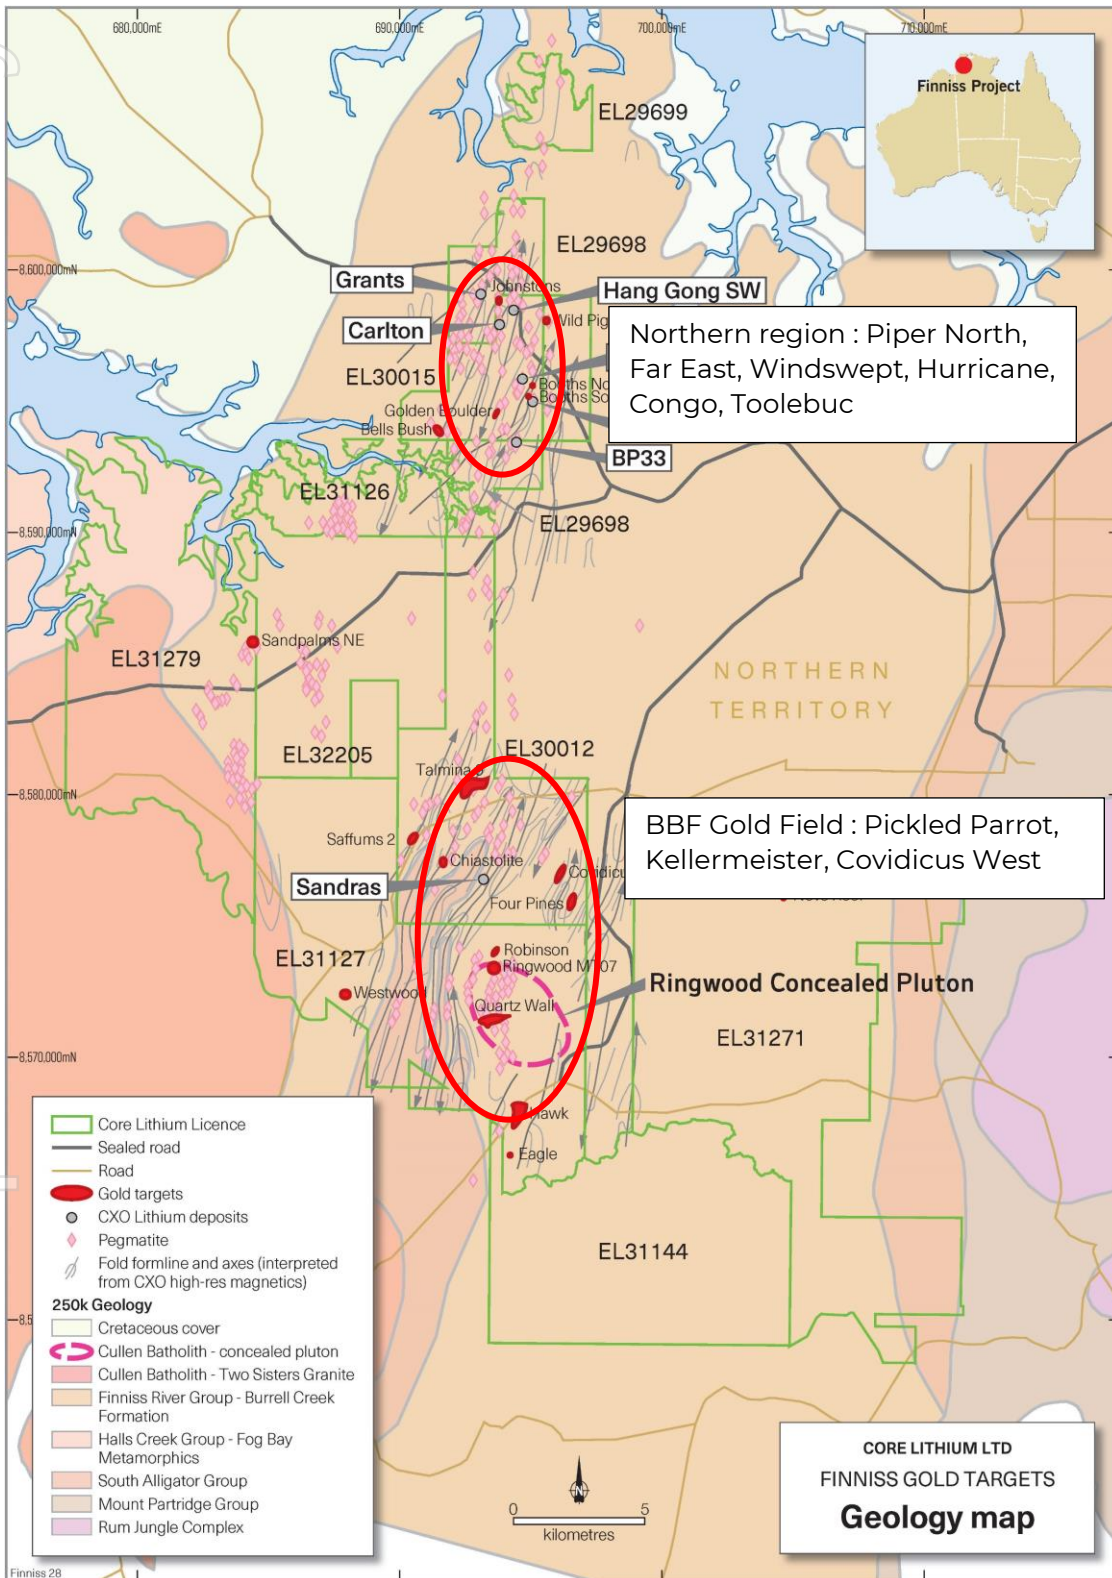 680,000mE
690,000mE
700,000mE
710,000mE
Finniss Project
EL29699
EL29698
8,600,000mN
Grants
Johnstons
Hang Gong SW
Carlton
Wild Pig
Northern region : Piper North,
Far East, Windswept, Hurricane,
Congo, Toolebuc
EL30015
Booths
Booths
Golden Boulder
Bells Bush
BP33
EL31126
EL29698
8,590,000mN
Sandpalms NE
EL31279
NORTHERN
TERRITORY
EL32205
EL30012
Talmina
8,580,000mN
BBF Gold Field : Pickled Parrot,
Kellermeister, Covidicus West
Saffums 2
Chiastolite
Sandras
Four Pines
Robinson
EL31127
Ringwood MT07
Westwood
Ringwood Concealed Pluton
Quartz Wall
EL31271
8,570,000mN
Hawk
Eagle
EL31144
Core Lithium Licence
Sealed road
Road
Gold targets
CXO Lithium deposits
Pegmatite
Fold formline and axes (interpreted
from CXO high-res magnetics)
250k Geology
Cretaceous cover
Cullen Batholith - concealed pluton
Cullen Batholith - Two Sisters Granite
Finniss River Group - Burrell Creek
Formation
Halls Creek Group - Fog Bay
Metamorphics
South Alligator Group
Mount Partridge Group
Rum Jungle Complex
N
0 5
kilometres
CORE LITHIUM LTD
FINNISS GOLD TARGETS
Geology map
Finniss 28